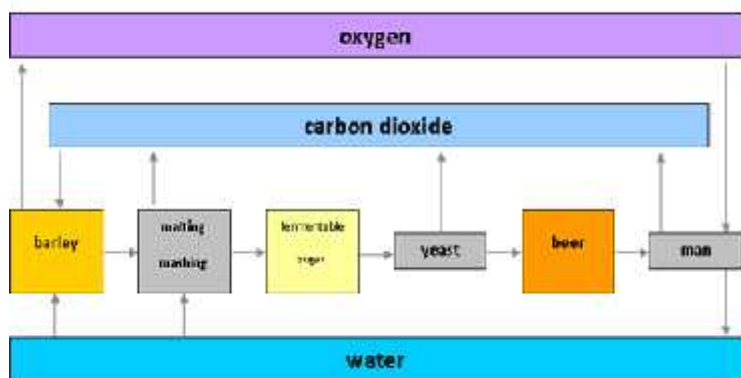 oxygen
carbon dioxide
barley
malting
mashing
fermentable
sugar
yeast
beer
man
water